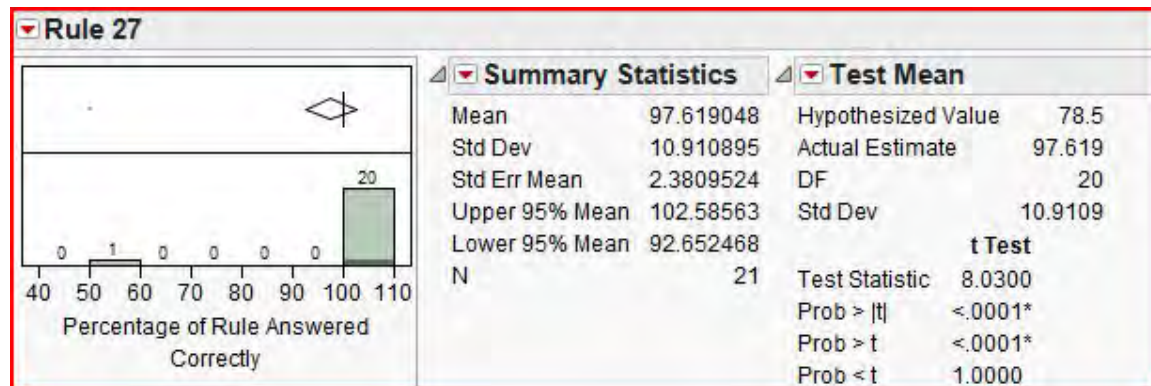 Rule 27
20
0 1 0 0 0 0
40 50 60 70 80 90 100 110
Percentage of Rule Answered
Correctly
Summary Statistics
Mean 97.619048
Std Dev 10.910895
Std Err Mean 2.3809524
Upper 95% Mean 102.58563
Lower 95% Mean 92.652468
N 21
Test Mean
Hypothesized Value 78.5
Actual Estimate 97.619
DF 20
Std Dev 10.9109
t Test
Test Statistic 8.0300
Prob > |t| <.0001*
Prob > t <.0001*
Prob < t 1.0000